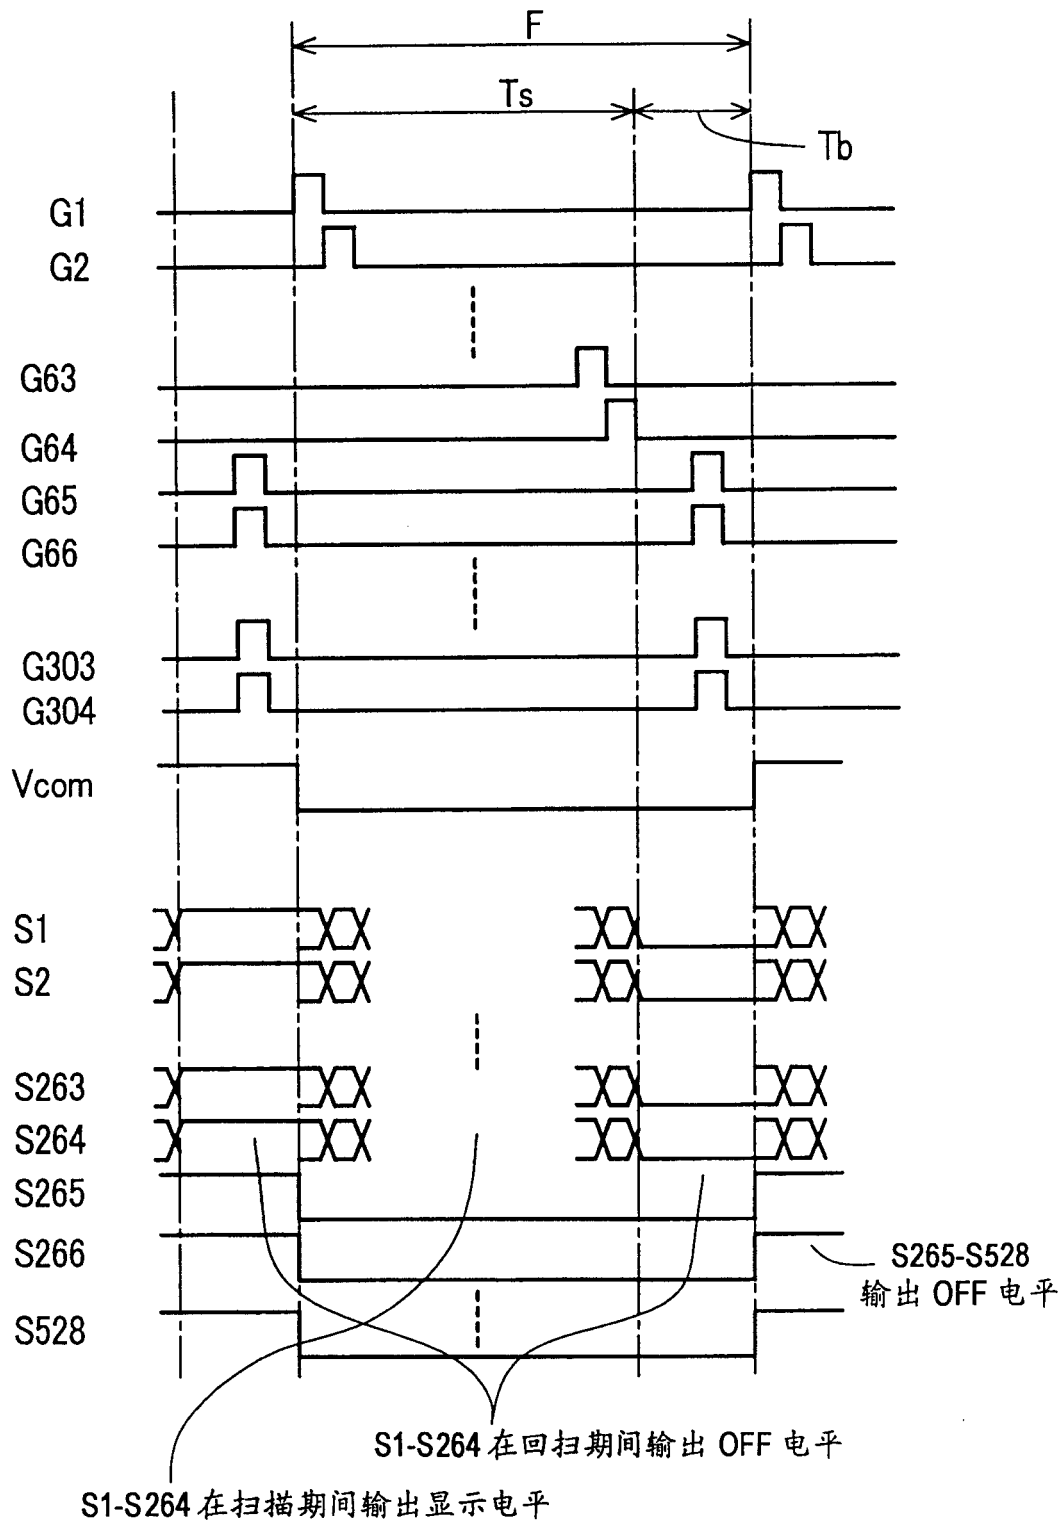 F
Ts
Tb
G1
G2
G63
G64
G65
G66
G303
G304
Vcom
S1
S2
S263
S264
S265
S266
S528
S265-S528
输出 OFF 电平
S1-S264 在回扫期间输出 OFF 电平
S1-S264 在扫描期间输出显示电平